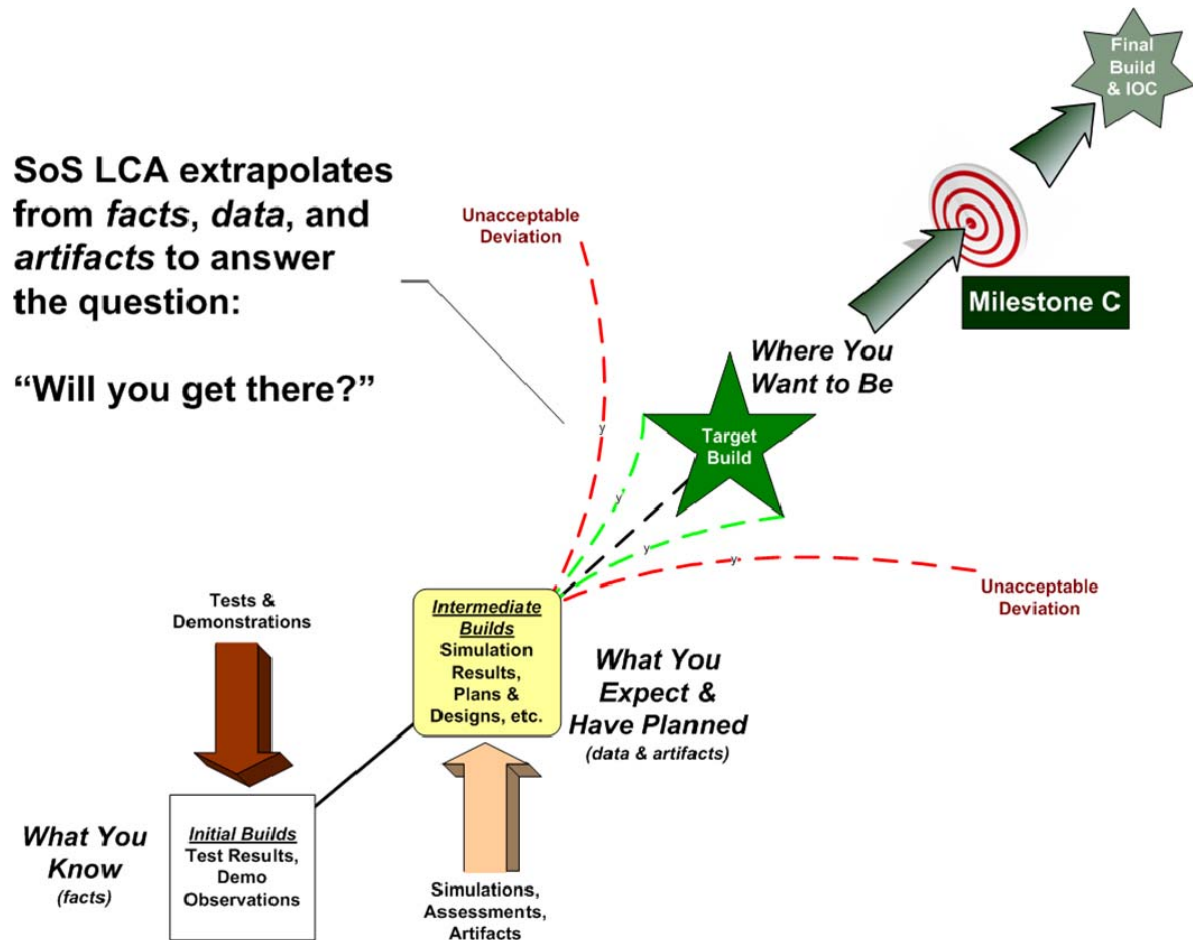 Final
Build
& IOC
SoS LCA extrapolates
from facts, data, and
artifacts to answer
the question:
“Will you get there?”
Unacceptable
Deviation
Milestone C
Where You
Want to Be
Target
Build
y
y
y
y
Unacceptable
Deviation
Tests &
Demonstrations
Intermediate
Builds
Simulation
Results,
Plans &
Designs, etc.
What You
Expect &
Have Planned
(data & artifacts)
What You
Know
(facts)
Initial Builds
Test Results,
Demo
Observations
Simulations,
Assessments,
Artifacts